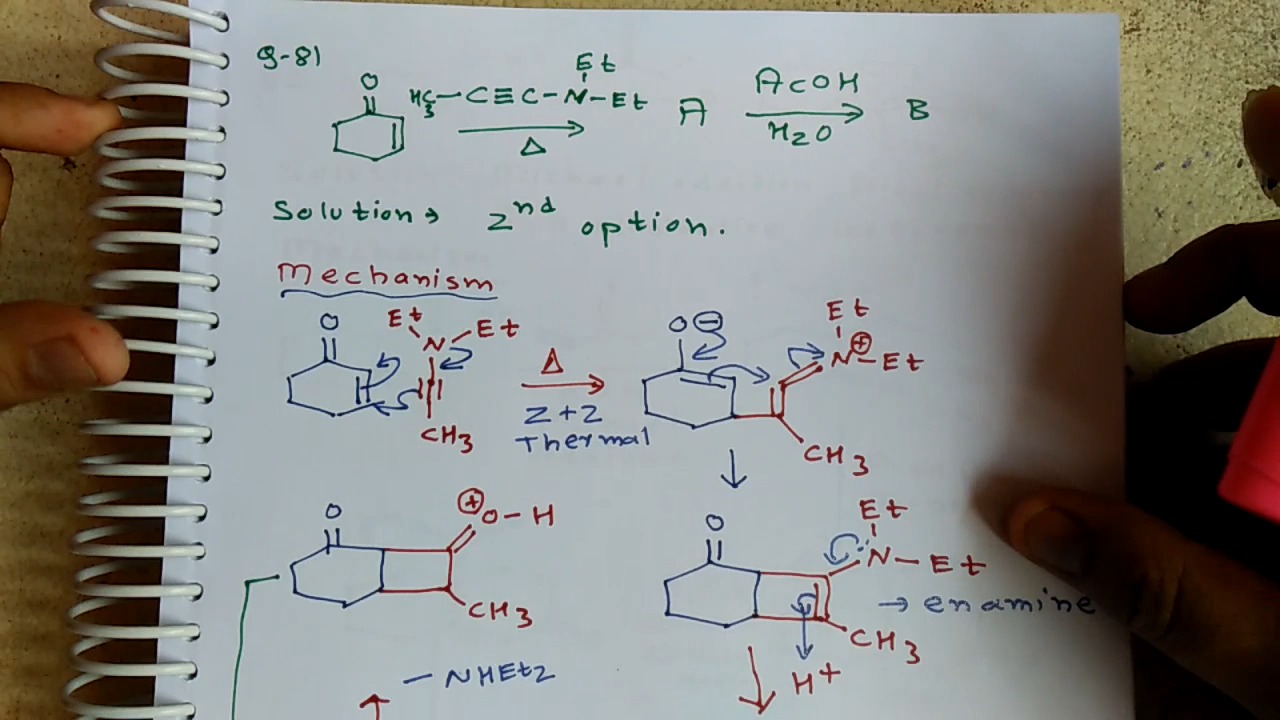 Q-81
O
Et
H3C-C≡C-N-Et
Δ
A
AcOH
H2O
B
Solution → 2nd option.
Mechanism
O
Et
N
Et
CH3
Δ
2+2
Thermal
O⊖
Et
N⊕-Et
CH3
O
⊕O-H
CH3
O
Et
N-Et
→ enamine
CH3
H+
- NHEt2